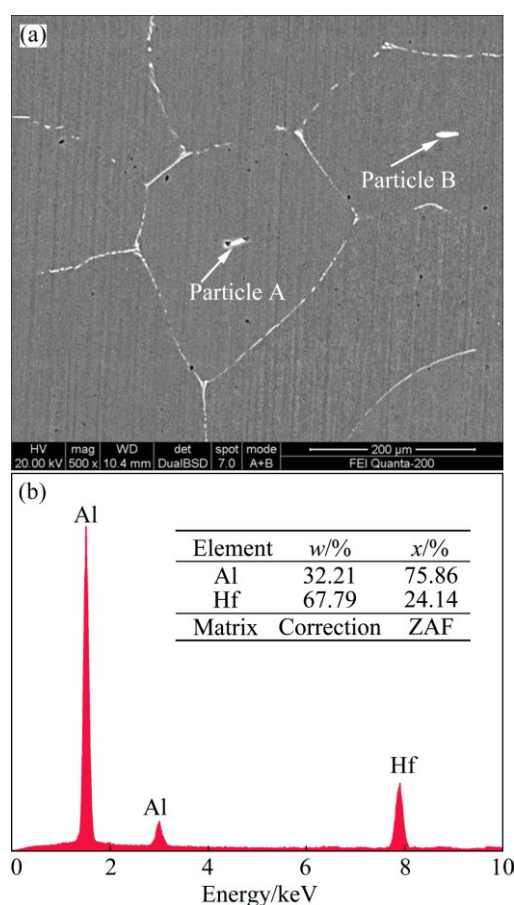 (a)
Particle B
Particle A
HV mag WD det spot mode
200 μm
20.00 kV 500 x 10.4 mm DualBSD 7.0 A+B FEI Quanta-200
(b)
Al
Element w/% x/%
Al 32.21 75.86
Hf 67.79 24.14
Matrix Correction ZAF
Al
Hf
0 2 4 6 8 10
Energy/keV